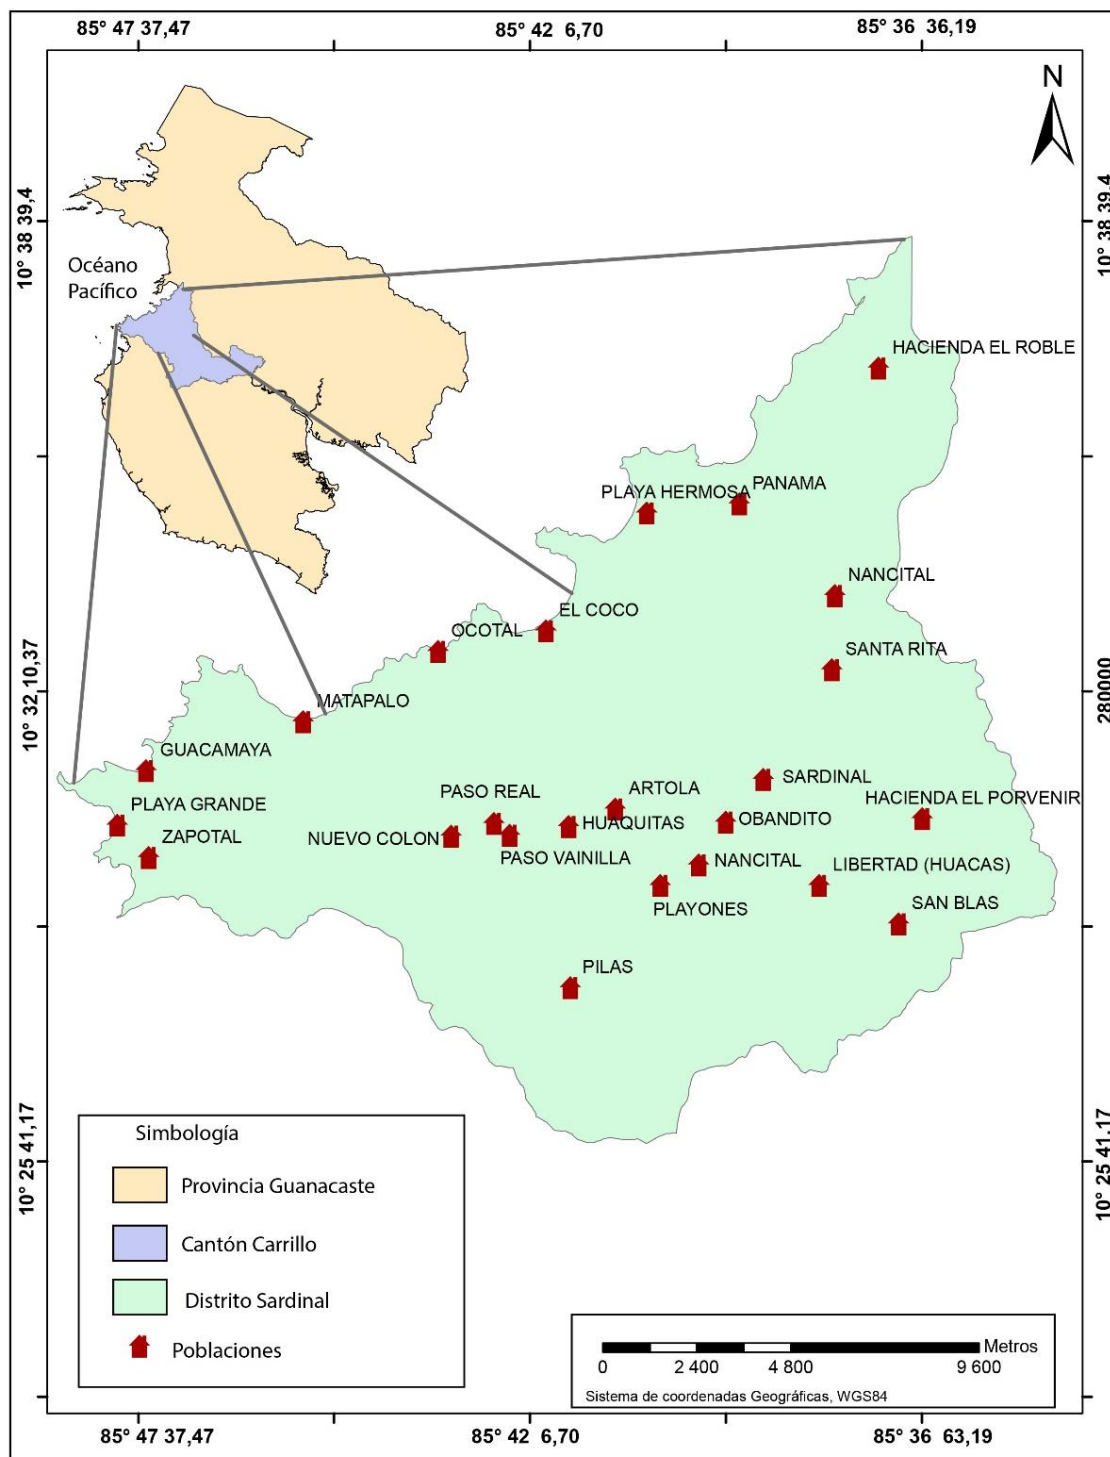 85° 47 37,47
85° 42 6,70
85° 36 36,19
N
10° 38 39,4
10° 38 39,4
Océano
Pacífico
HACIENDA EL ROBLE
PLAYA HERMOSA
PANAMA
NANCITAL
EL COCO
OCOTAL
SANTA RITA
10° 32 10,37
280000
MATAPALO
GUACAMAYA
SARDINAL
PLAYA GRANDE
PASO REAL
ARTOLA
HACIENDA EL PORVENIR
ZAPOTAL
NUEVO COLON
HUAQUITAS
OBANDITO
PASO VAINILLA
NANCITAL
LIBERTAD (HUACAS)
PLAYONES
SAN BLAS
PILAS
10° 25 41,17
10° 25 41,17
Simbología
Provincia Guanacaste
Cantón Carrillo
Distrito Sardinal
Poblaciones
Metros
0 2 400 4 800 9 600
Sistema de coordenadas Geográficas, WGS84
85° 47 37,47
85° 42 6,70
85° 36 63,19